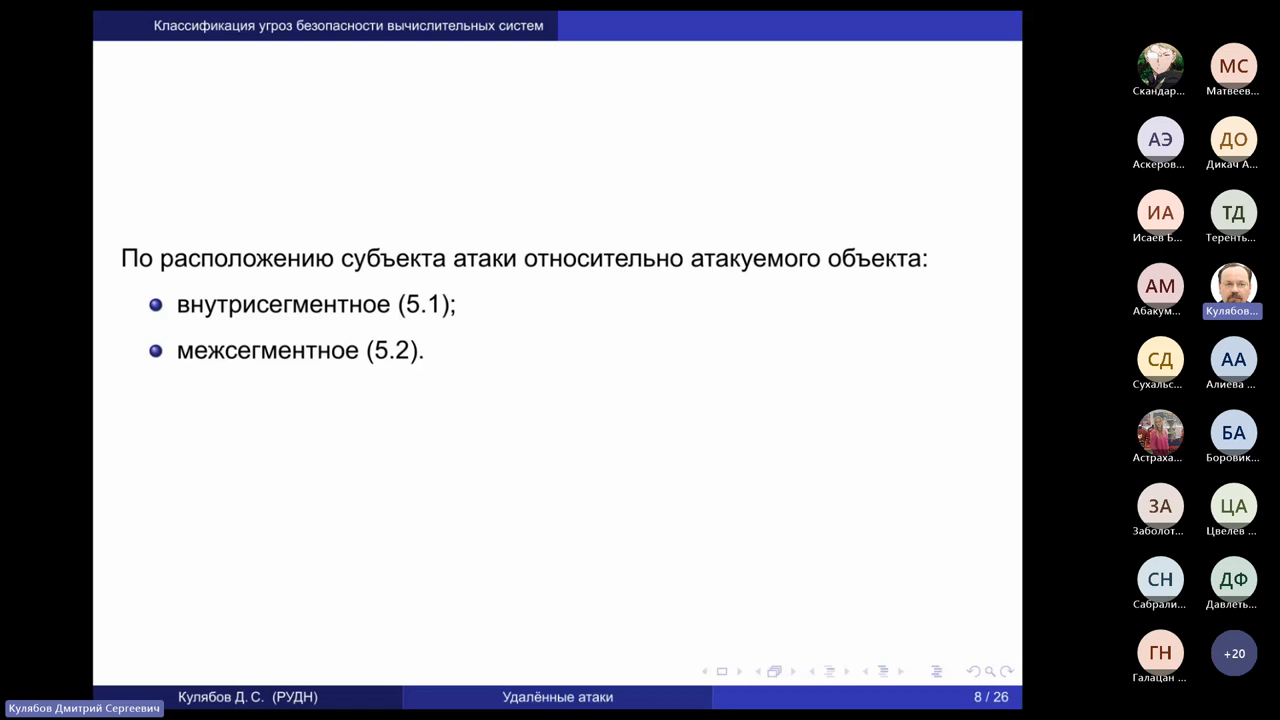 Классификация угроз безопасности вычислительных систем
По расположению субъекта атаки относительно атакуемого объекта:
внутрисегментное (5.1);
межсегментное (5.2).
Кулябов Д. С. (РУДН)
Удалённые атаки
8 / 26
Кулябов Дмитрий Сергеевич
Скандар...
МС
Матвеев...
АЭ
Аскеров...
ДО
Дикач А...
ИА
Исаев Б...
ТД
Теренть...
АМ
Абакум...
Кулябов...
СД
Сухальс...
АА
Алиева ...
Астраха...
БА
Боровик...
ЗА
Заболот...
ЦА
Цвелев ...
СН
Сабрали...
ДФ
Давлеть...
ГН
Галацан ...
+20